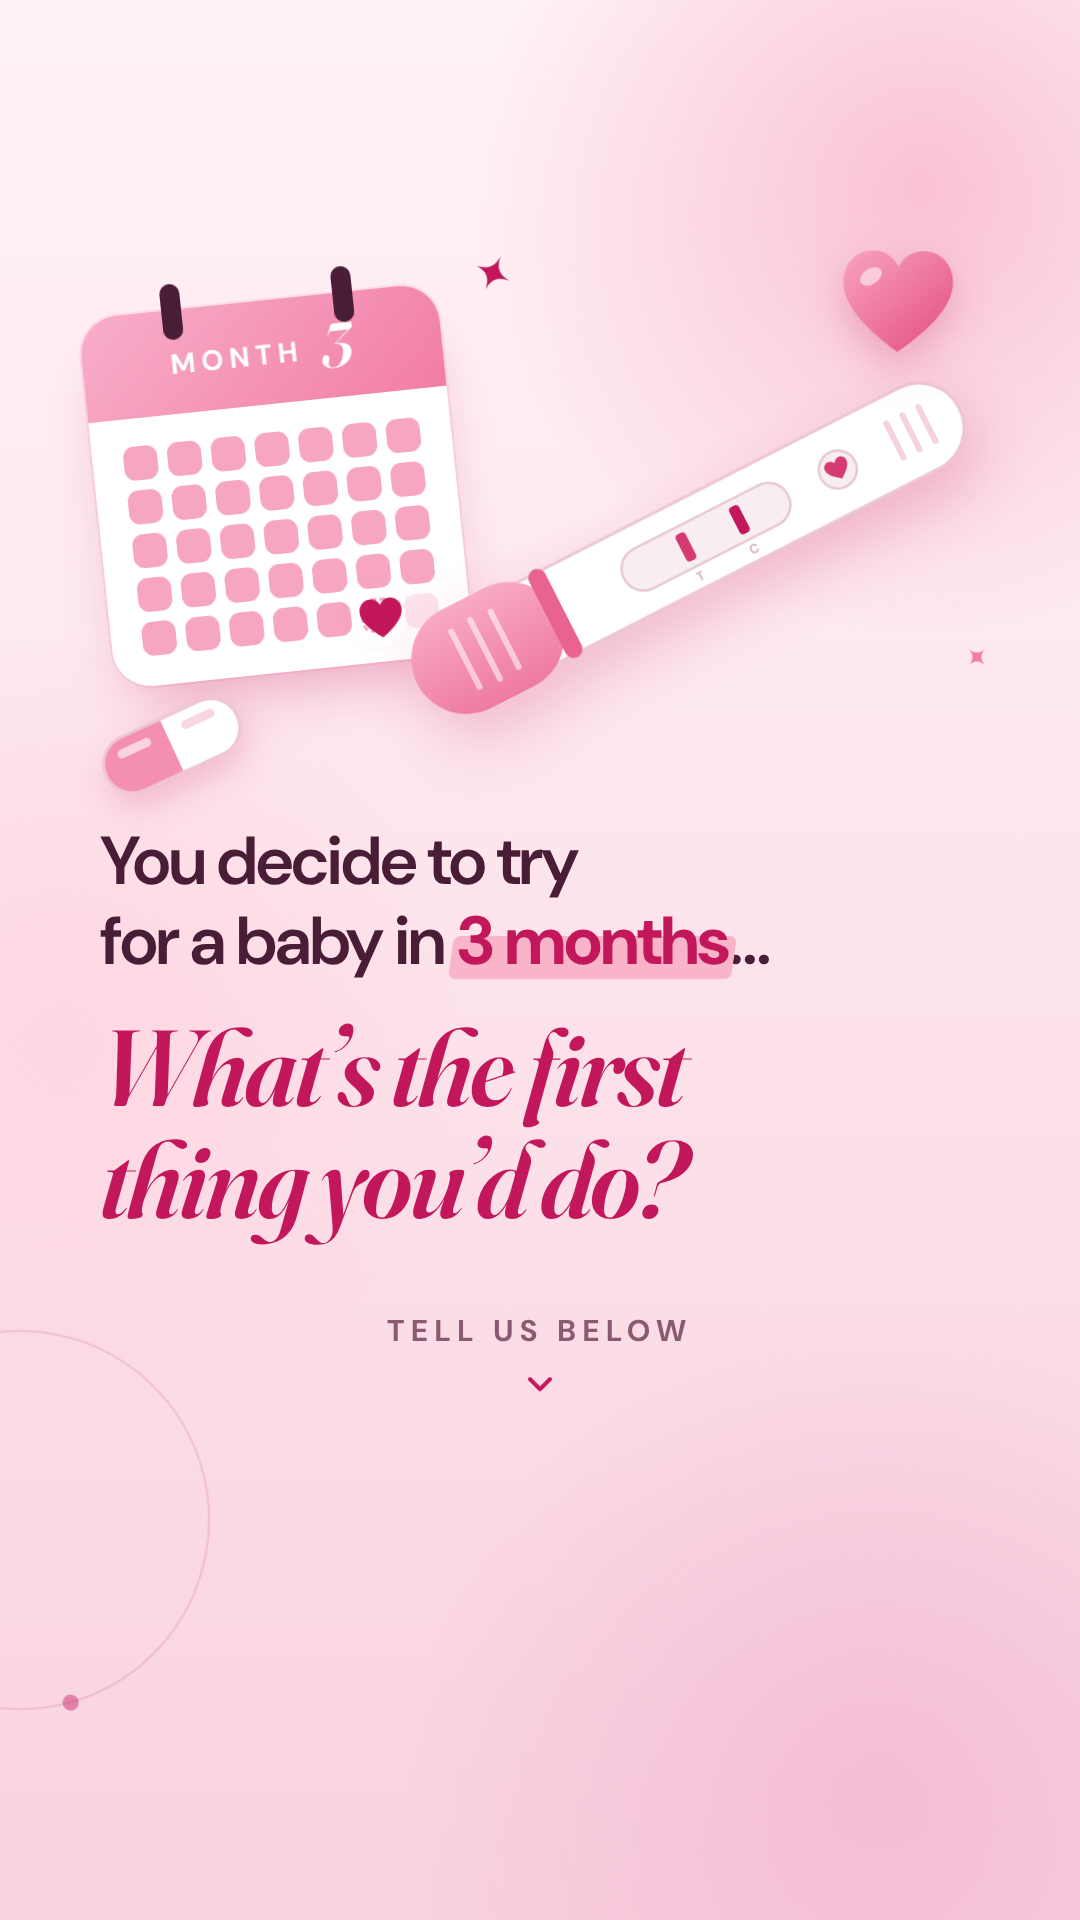 MONTH 3
C
T
You decide to try
for a baby in 3 months...
What's the first
thing you'd do?
TELL US BELOW